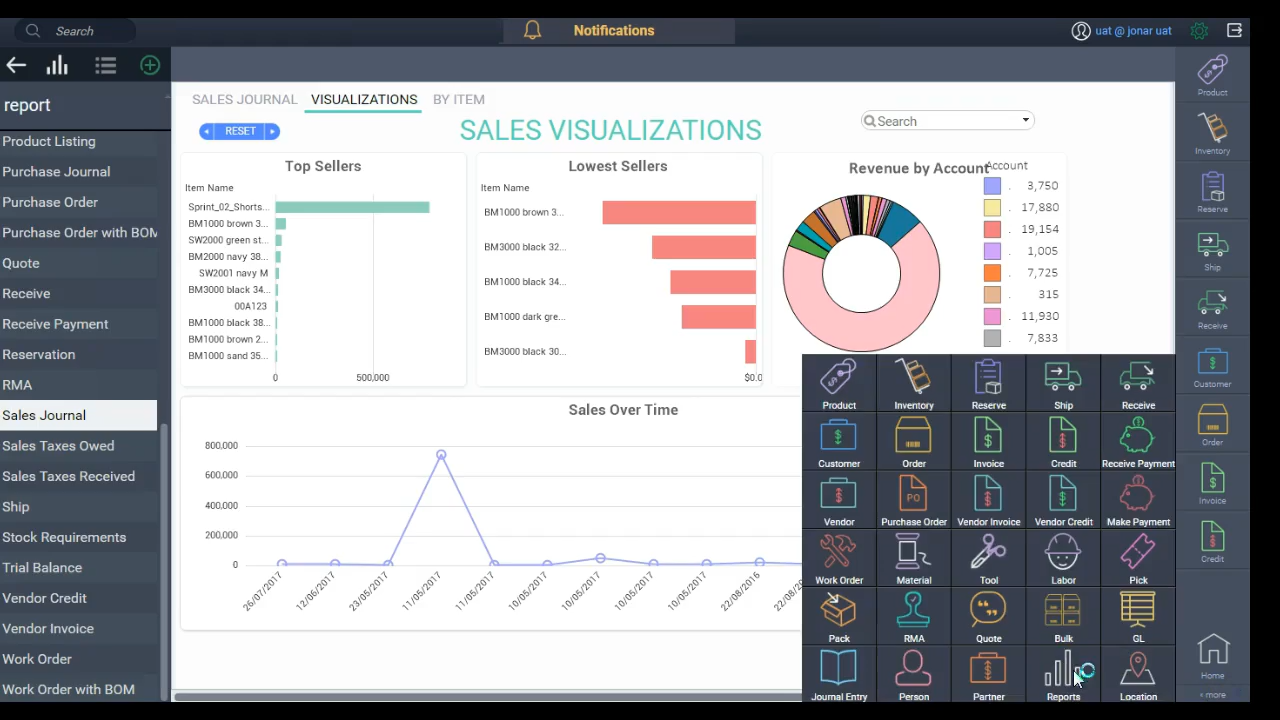 Search
Notifications
uat @ jonar uat
report
Product Listing
Purchase Journal
Purchase Order
Purchase Order with BOM
Quote
Receive
Receive Payment
Reservation
RMA
Sales Journal
Sales Taxes Owed
Sales Taxes Received
Ship
Stock Requirements
Trial Balance
Vendor Credit
Vendor Invoice
Work Order
Work Order with BOM
SALES JOURNAL VISUALIZATIONS BY ITEM
RESET
SALES VISUALIZATIONS
Search
Top Sellers
Item Name
Sprint_02_Shorts...
BM1000 brown 3...
SW2000 green st...
BM2000 navy 38...
SW2001 navy M
BM3000 black 34...
00A123
BM1000 black 38...
BM1000 brown 2...
BM1000 sand 35...
0 500,000
Lowest Sellers
Item Name
BM1000 brown 3...
BM3000 black 32...
BM1000 black 34...
BM1000 dark gre...
BM3000 black 30...
$0.0
Revenue by Account
Account
. 3,750
. 17,880
. 19,154
. 1,005
. 7,725
. 315
. 11,930
. 7,833
Sales Over Time
800,000
600,000
400,000
200,000
0
26/07/2017
12/06/2017
23/05/2017
11/05/2017
11/05/2017
10/05/2017
10/05/2017
10/05/2017
10/05/2017
22/08/2016
Product Inventory Reserve Ship Receive
Customer Order Invoice Credit Receive Payment
Vendor Purchase Order Vendor Invoice Vendor Credit Make Payment
Work Order Material Tool Labor Pick
Pack RMA Quote Bulk GL
Journal Entry Person Partner Reports Location
Product
Inventory
Reserve
Ship
Receive
Customer
Order
Invoice
Credit
Home
< more